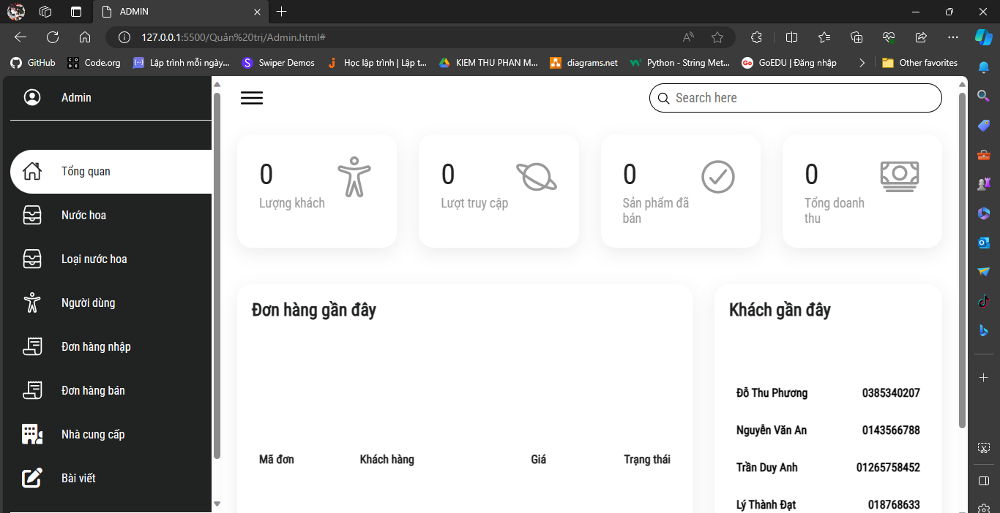 ADMIN
127.0.0.1:5500/Quản%20trị/Admin.html#
GitHub Code.org Lập trình mỗi ngày... Swiper Demos Học lập trình | Lập t... KIEM THU PHAN M... diagrams.net Python - String Met... GoEDU | Đăng nhập Other favorites
Admin
Search here
Tổng quan
Nước hoa
Loại nước hoa
Người dùng
Đơn hàng nhập
Đơn hàng bán
Nhà cung cấp
Bài viết
0
Lượng khách
0
Lượt truy cập
0
Sản phẩm đã
bán
0
Tổng doanh
thu
Đơn hàng gần đây
Mã đơn Khách hàng Giá Trạng thái
Khách gần đây
Đỗ Thu Phương 0385340207
Nguyễn Văn An 0143566788
Trần Duy Anh 01265758452
Lý Thành Đạt 018768633